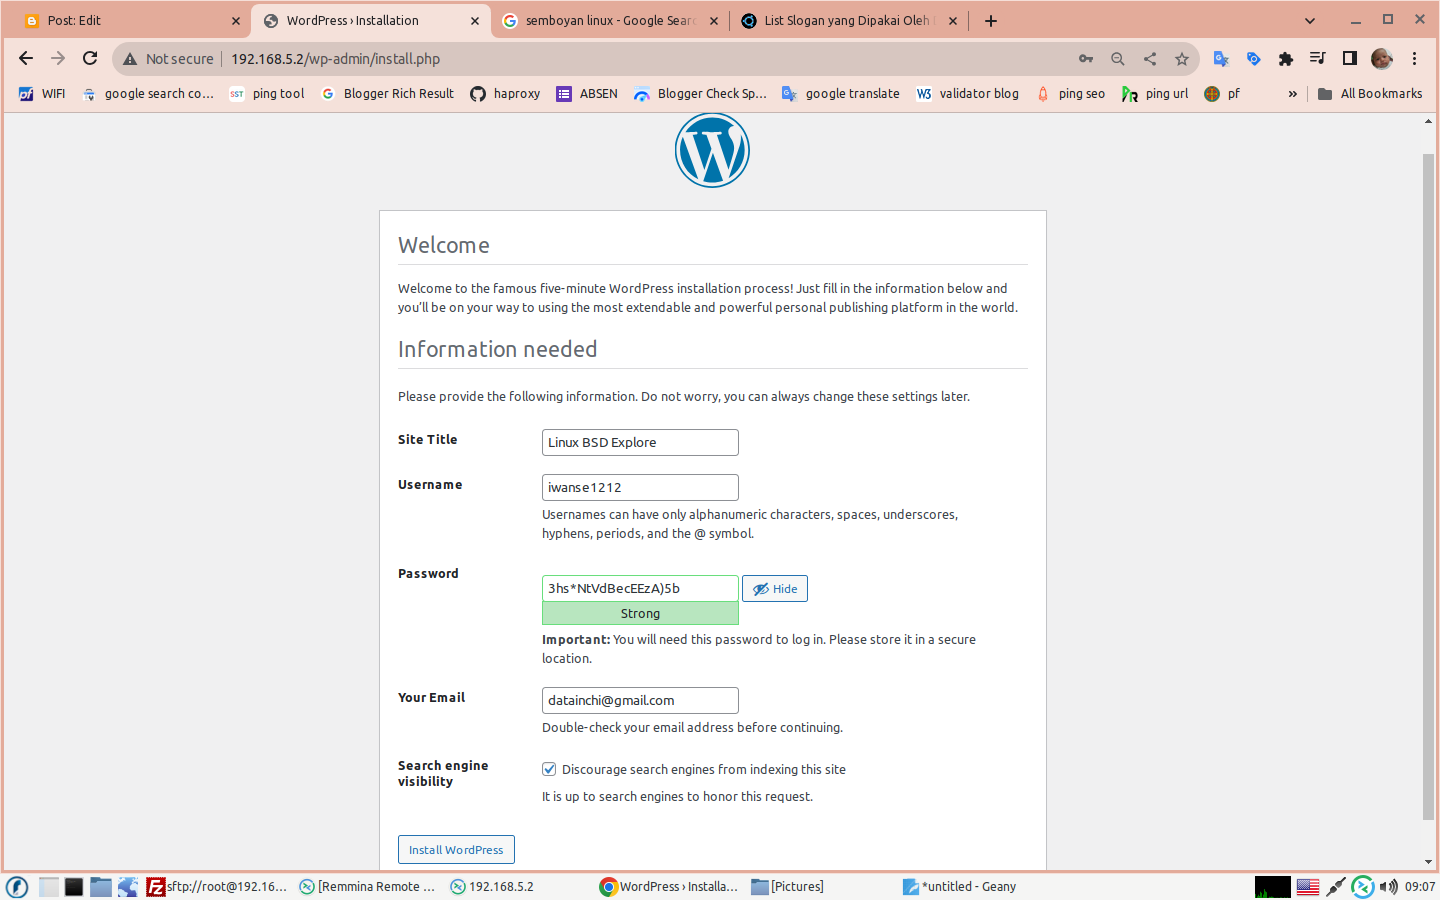 Post: Edit
WordPress › Installation
semboyan linux - Google Sear
List Slogan yang Dipakai Oleh
Not secure
192.168.5.2/wp-admin/install.php
WIFI
google search co...
SST
ping tool
Blogger Rich Result
haproxy
ABSEN
Blogger Check Sp...
google translate
W3
validator blog
ping seo
ping url
pf
»
All Bookmarks
Welcome
Welcome to the famous five-minute WordPress installation process! Just fill in the information below and
you’ll be on your way to using the most extendable and powerful personal publishing platform in the world.
Information needed
Please provide the following information. Do not worry, you can always change these settings later.
Site Title
Linux BSD Explore
Username
iwanse1212
Usernames can have only alphanumeric characters, spaces, underscores,
hyphens, periods, and the @ symbol.
Password
3hs*NtVdBecEEzA)5b
Hide
Strong
Important: You will need this password to log in. Please store it in a secure
location.
Your Email
datainchi@gmail.com
Double-check your email address before continuing.
Search engine
visibility
Discourage search engines from indexing this site
It is up to search engines to honor this request.
Install WordPress
sftp://root@192.16...
[Remmina Remote ...
192.168.5.2
WordPress › Installa...
[Pictures]
*untitled - Geany
09:07